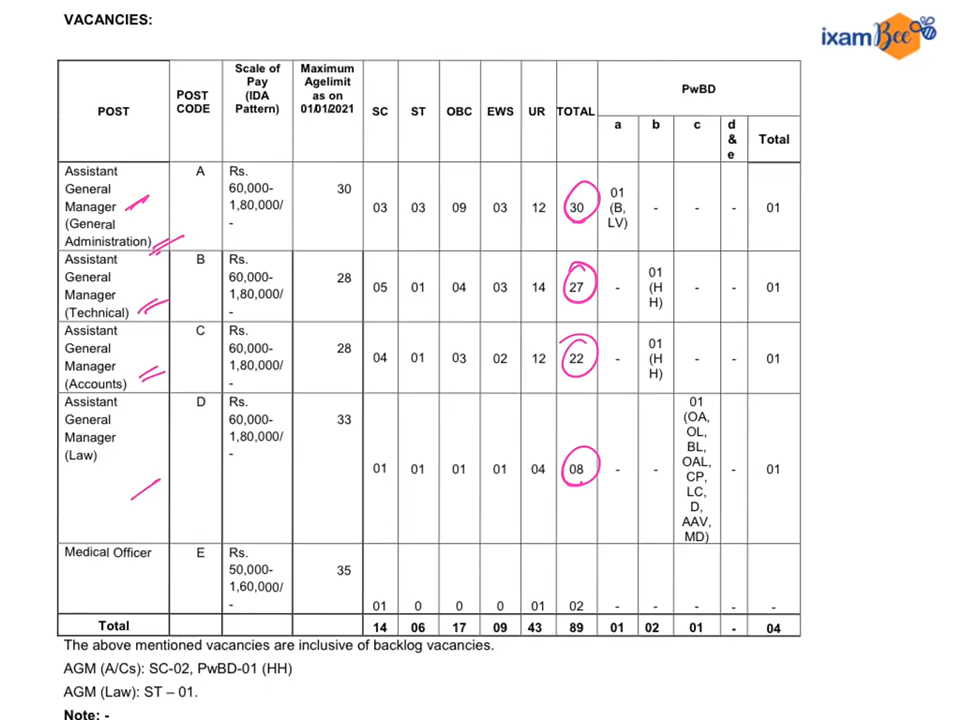 VACANCIES:
ixamBee
POST
POST
CODE
Scale of
Pay
(IDA
Pattern)
Maximum
Agelimit
as on
01/01/2021
SC
ST
OBC
EWS
UR
TOTAL
PwBD
a
b
c
d
&
e
Total
Assistant
General
Manager
(General
Administration)
A
Rs.
60,000-
1,80,000/
-
30
03
03
09
03
12
30
01
(B,
LV)
-
-
-
01
Assistant
General
Manager
(Technical)
B
Rs.
60,000-
1,80,000/
-
28
05
01
04
03
14
27
-
01
(H
H)
-
-
01
Assistant
General
Manager
(Accounts)
C
Rs.
60,000-
1,80,000/
-
28
04
01
03
02
12
22
-
01
(H
H)
-
-
01
Assistant
General
Manager
(Law)
D
Rs.
60,000-
1,80,000/
-
33
01
01
01
01
04
08
-
-
01
(OA,
OL,
BL,
OAL,
CP,
LC,
D,
AAV,
MD)
-
01
Medical Officer
E
Rs.
50,000-
1,60,000/
-
35
01
0
0
0
01
02
-
-
-
-
-
Total
14
06
17
09
43
89
01
02
01
-
04
The above mentioned vacancies are inclusive of backlog vacancies.
AGM (A/Cs): SC-02, PwBD-01 (HH)
AGM (Law): ST – 01.
Note: -